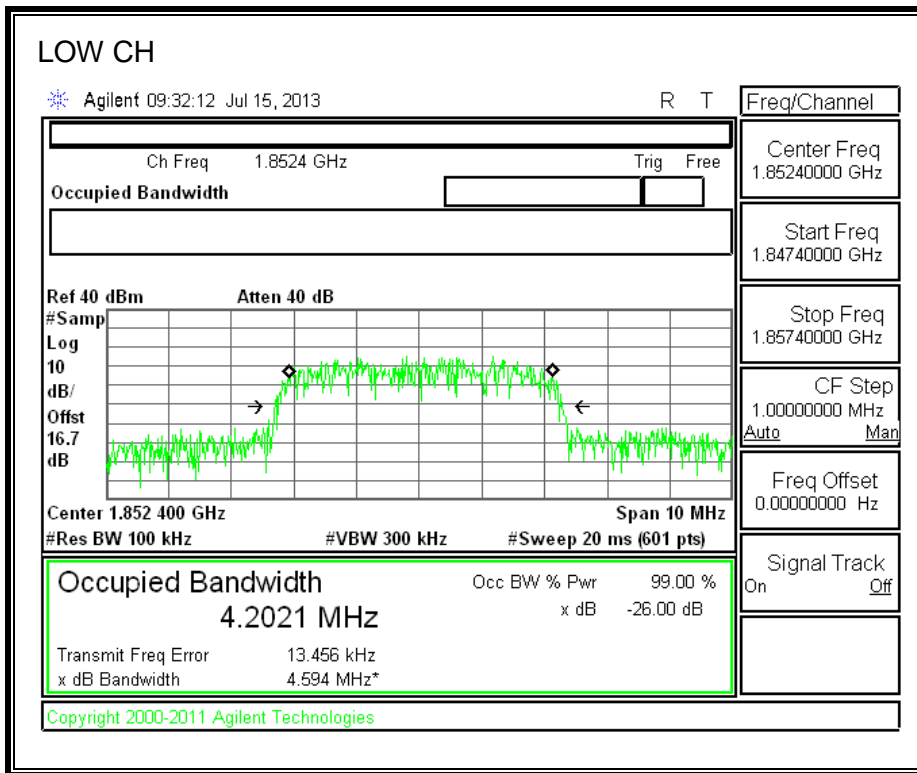 LOW CH
Agilent 09:32:12 Jul 15, 2013 R T
Freq/Channel
Ch Freq 1.8524 GHz Trig Free
Occupied Bandwidth
Center Freq
1.85240000 GHz
Start Freq
1.84740000 GHz
Stop Freq
1.85740000 GHz
CF Step
1.00000000 MHz
Auto Man
Freq Offset
0.00000000 Hz
Signal Track
On Off
Ref 40 dBm Atten 40 dB
#Samp
Log
10
dB/
Offst
16.7
dB
Center 1.852 400 GHz Span 10 MHz
#Res BW 100 kHz #VBW 300 kHz #Sweep 20 ms (601 pts)
Occupied Bandwidth Occ BW % Pwr 99.00 %
4.2021 MHz x dB -26.00 dB
Transmit Freq Error 13.456 kHz
x dB Bandwidth 4.594 MHz*
Copyright 2000-2011 Agilent Technologies